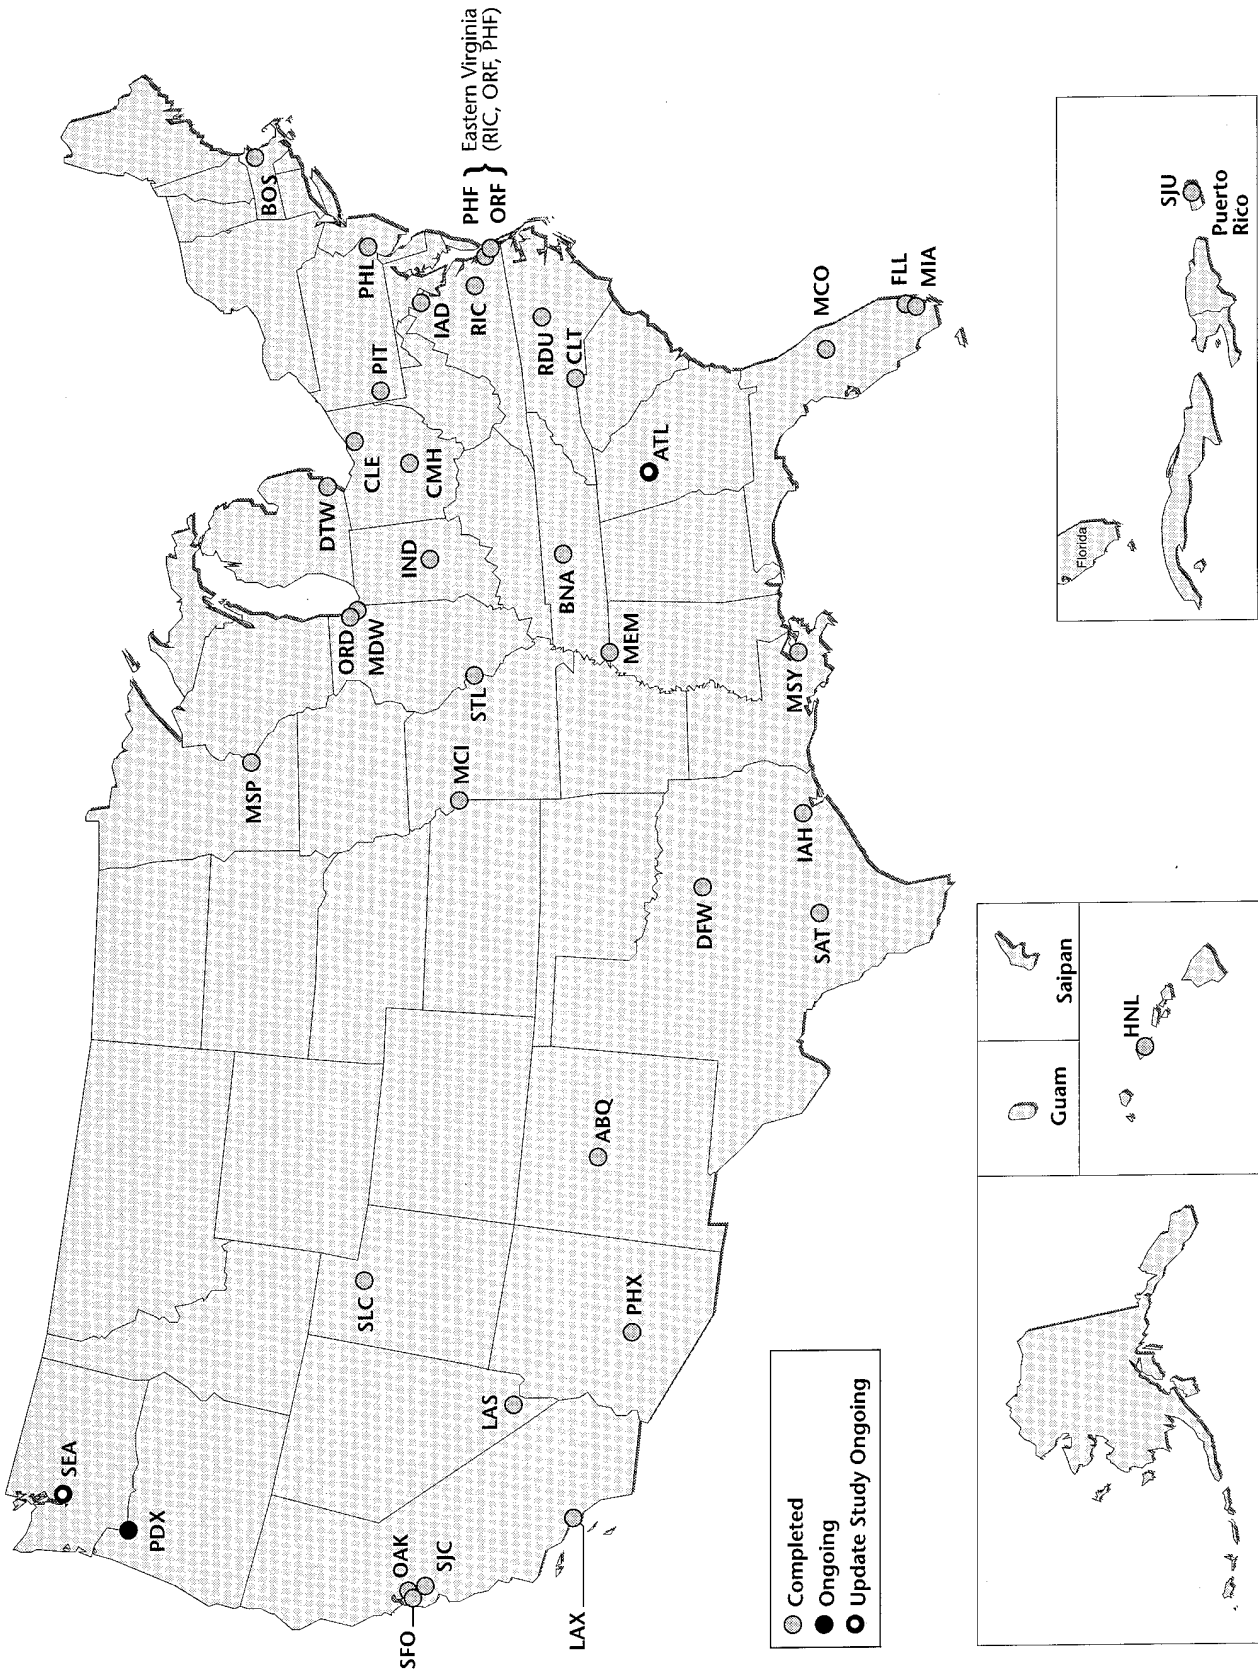 SEA
PDX
SFO
OAK
SJC
LAX
LAS
SLC
PHX
ABQ
MSP
MCI
STL
ORD
MDW
IND
DTW
CLE
CMH
PIT
PHL
BOS
IAD
RIC
PHF
ORF
Eastern Virginia
(RIC, ORF, PHF)
RDU
CLT
BNA
MEM
ATL
DFW
SAT
IAH
MSY
MCO
FLL
MIA
Completed
Ongoing
Update Study Ongoing
Guam
Saipan
HNL
Florida
SJU
Puerto
Rico